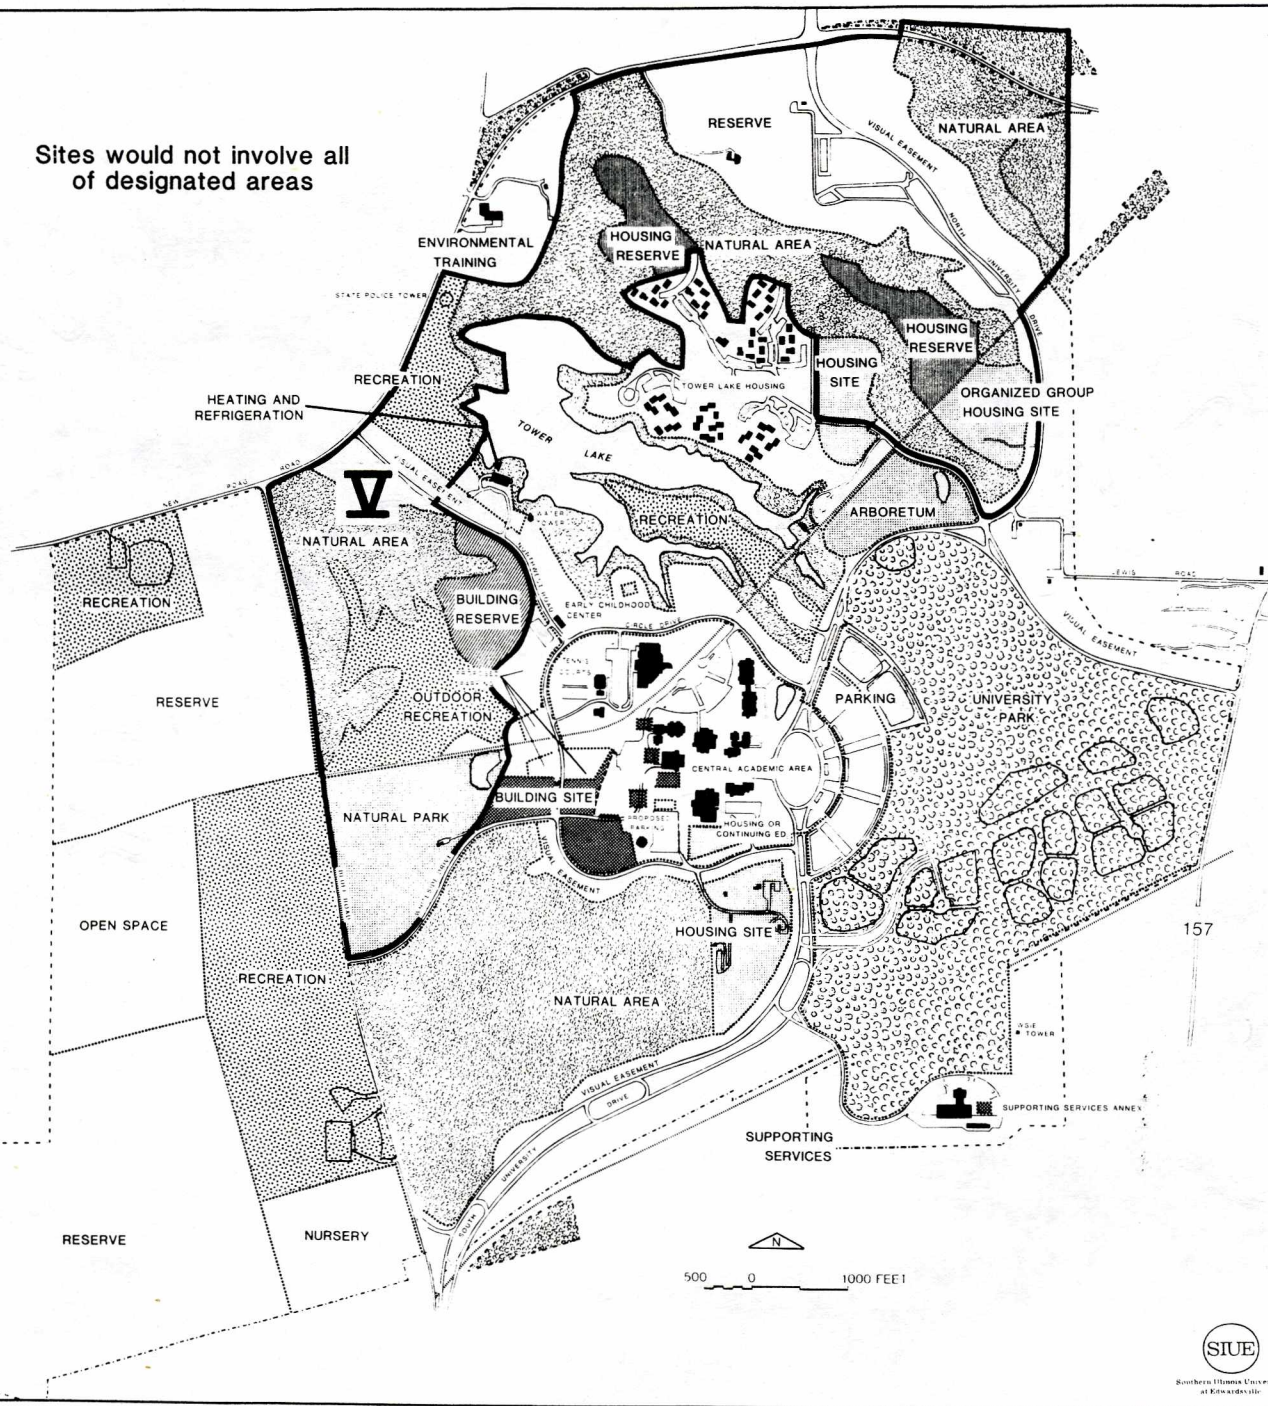 Sites would not involve all
of designated areas
RESERVE
VISUAL EASEMENT
NATURAL AREA
NORTH
UNIVERSITY
DRIVE
ENVIRONMENTAL
TRAINING
HOUSING
RESERVE
NATURAL AREA
STATE POLICE TOWER
HOUSING
RESERVE
RECREATION
HOUSING
SITE
TOWER LAKE HOUSING
HEATING AND
REFRIGERATION
ORGANIZED GROUP
HOUSING SITE
TOWER
LAKE
NEW
ROAD
ROAD
VISUAL EASEMENT
V
RECREATION
ARBORETUM
NATURAL AREA
LEWIS ROAD
RECREATION
BUILDING
RESERVE
EARLY CHILDHOOD
CENTER
CIRCLE DRIVE
VISUAL EASEMENT
TENNIS
RESERVE
OUTDOOR
RECREATION
PARKING
UNIVERSITY
PARK
CENTRAL ACADEMIC AREA
BUILDING SITE
NATURAL PARK
PROPOSED
PARKING
HOUSING OR
CONTINUING ED.
VISUAL
EASEMENT
OPEN SPACE
HOUSING SITE
157
RECREATION
NATURAL AREA
TOWER
VISUAL EASEMENT
DRIVE
SUPPORTING SERVICES ANNEX
SUPPORTING
SERVICES
UNIVERSITY
SOUTH
RESERVE
NURSERY
N
500 0 1000 FEET
SIUE
Southern Illinois
at Edwardsville